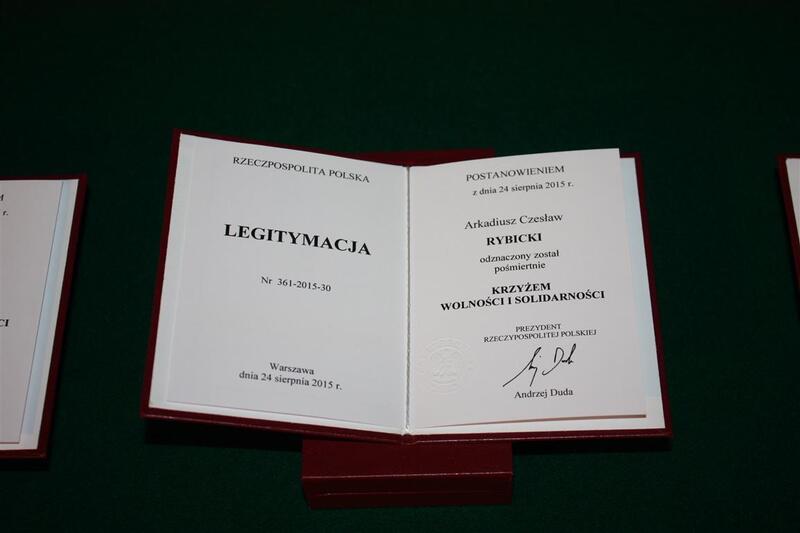 RZECZPOSPOLITA POLSKA
LEGITYMACJA
Nr 361-2015-30
Warszawa
dnia 24 sierpnia 2015 r.
POSTANOWIENIEM
z dnia 24 sierpnia 2015 r.
Arkadiusz Czesław
RYBICKI
odznaczony został
pośmiertnie
KRZYŻEM
WOLNOŚCI I SOLIDARNOŚCI
PREZYDENT
RZECZYPOSPOLITEJ POLSKIEJ
Andrzej Duda